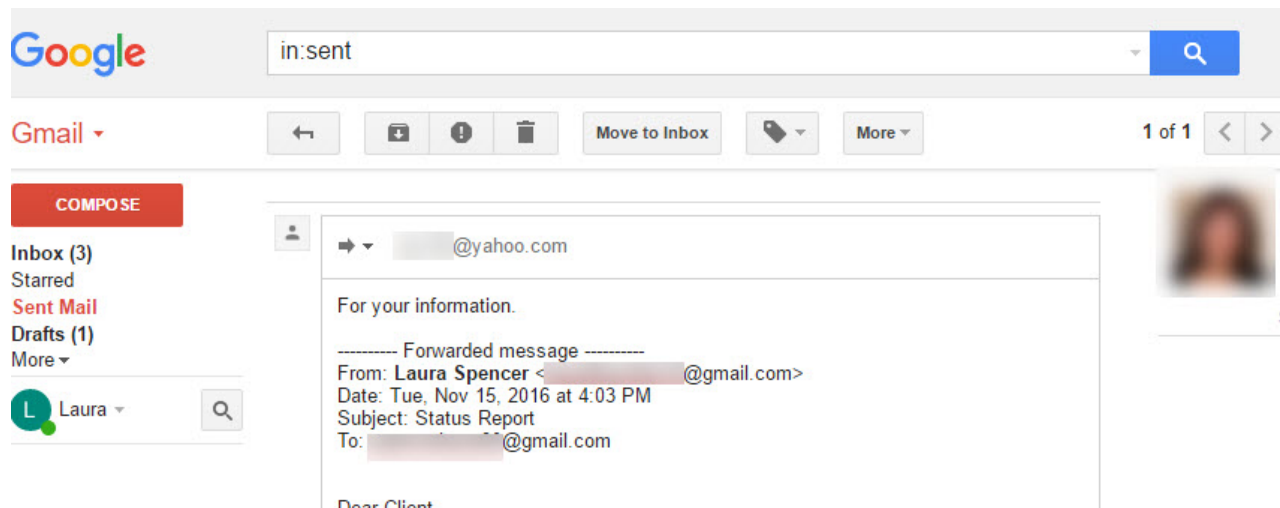 Google
in:sent
Gmail
Move to Inbox
More
1 of 1
COMPOSE
Inbox (3)
Starred
Sent Mail
Drafts (1)
More
L Laura
@yahoo.com
For your information.
---------- Forwarded message ----------
From: Laura Spencer < @gmail.com>
Date: Tue, Nov 15, 2016 at 4:03 PM
Subject: Status Report
To: @gmail.com
Dear Client